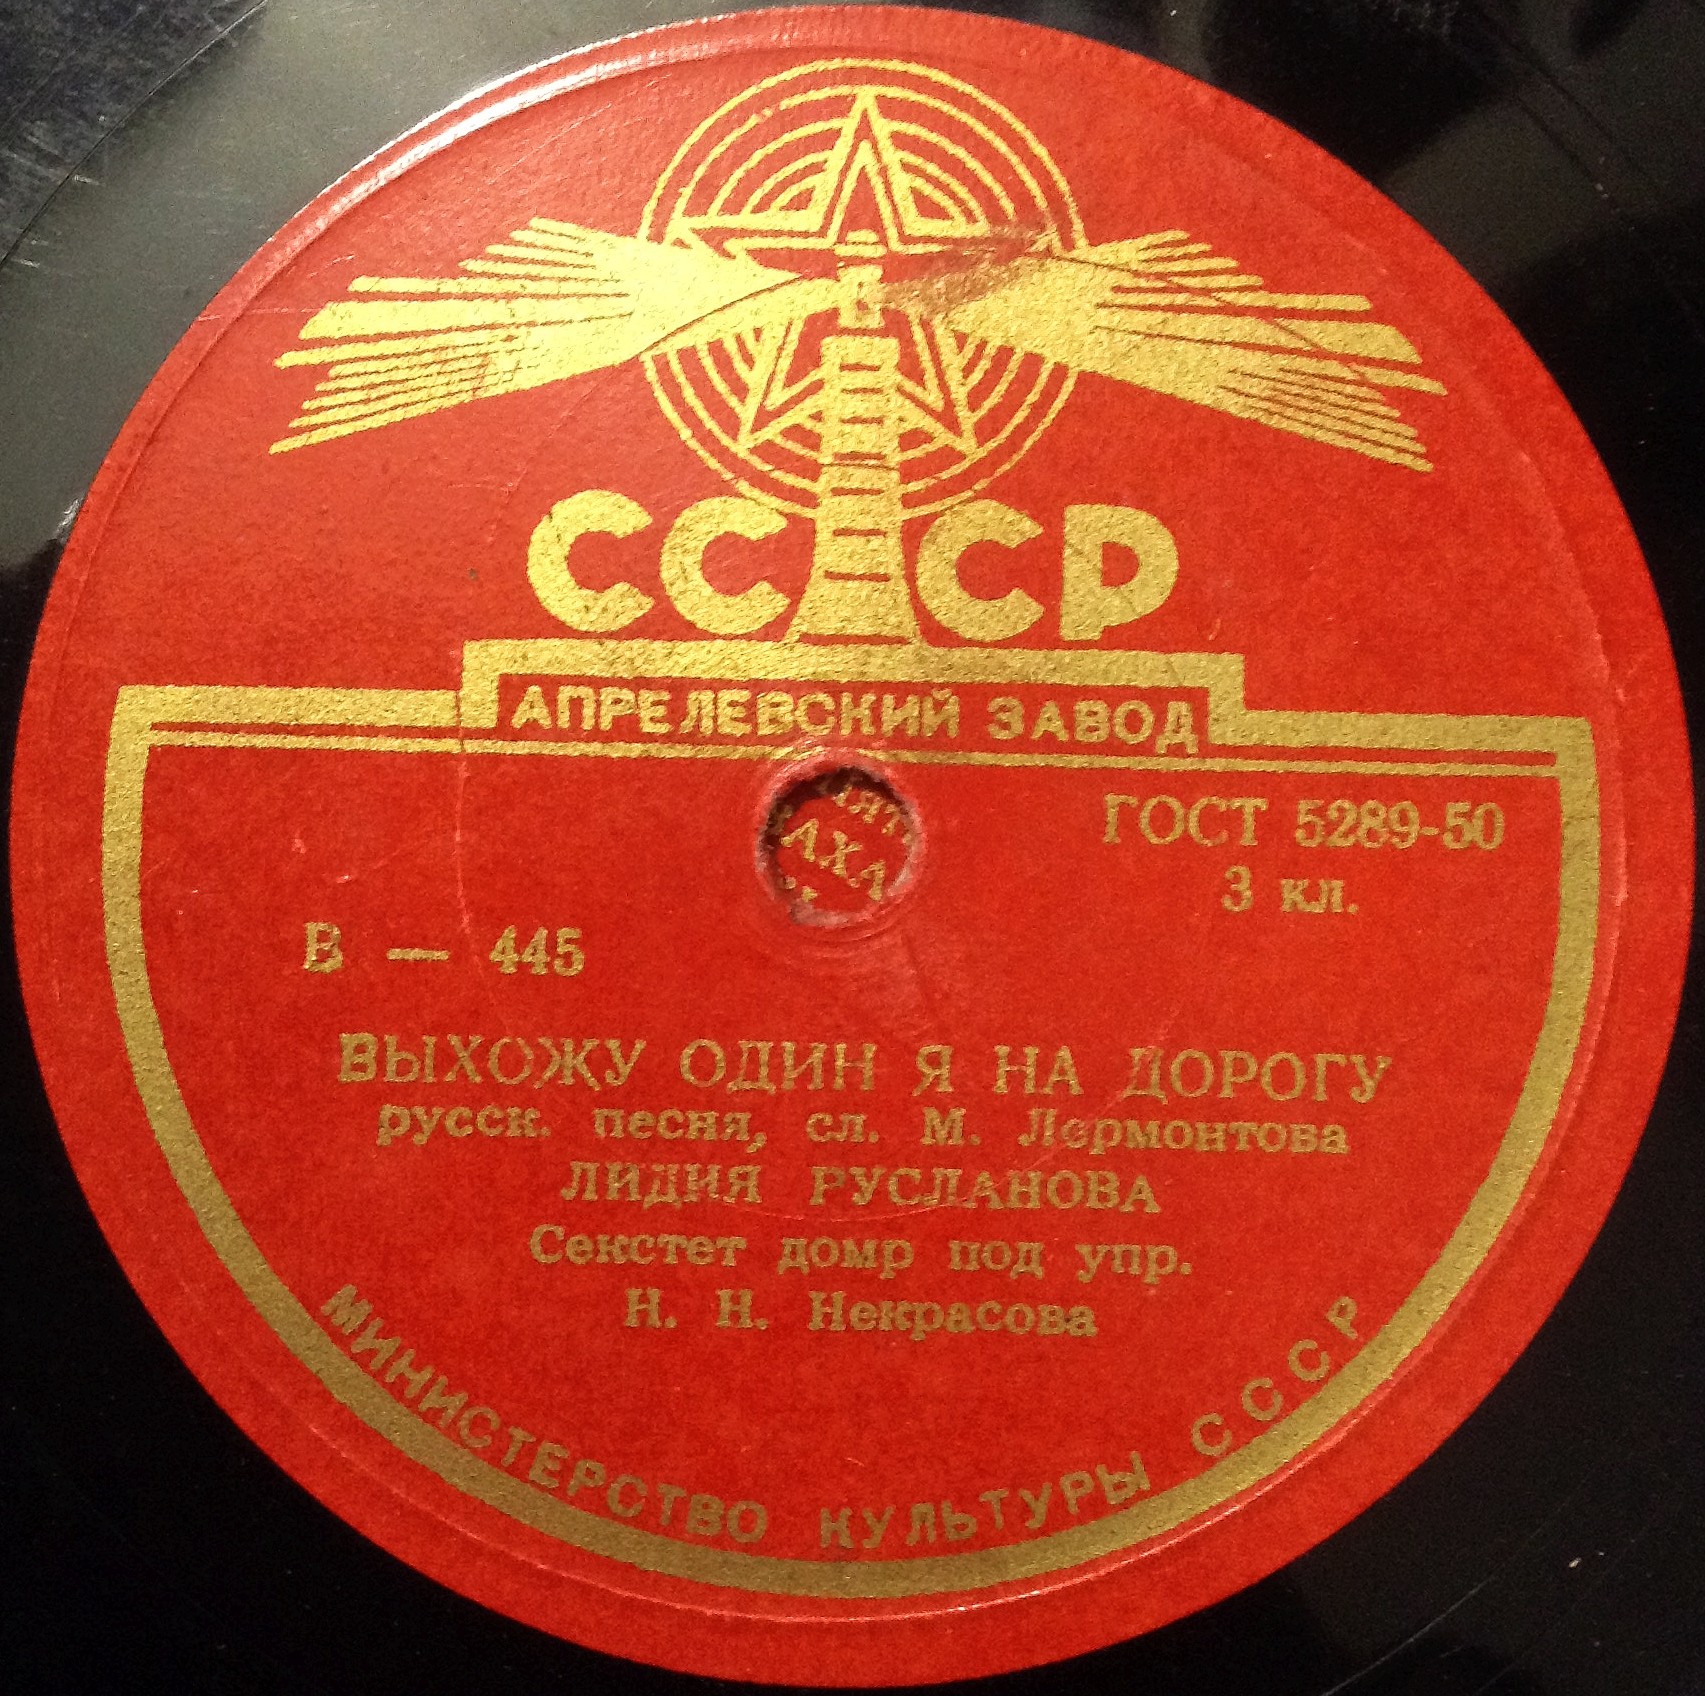 СССР
АПРЕЛЕВСКИЙ ЗАВОД
ГОСТ 5289-50
3 кл.
В — 445
ВЫХОЖУ ОДИН Я НА ДОРОГУ
русск. песня, сл. М. Лермонтова
ЛИДИЯ РУСЛАНОВА
Секстет домр под упр.
Н. Н. Некрасова
МИНИСТЕРСТВО КУЛЬТУРЫ СССР